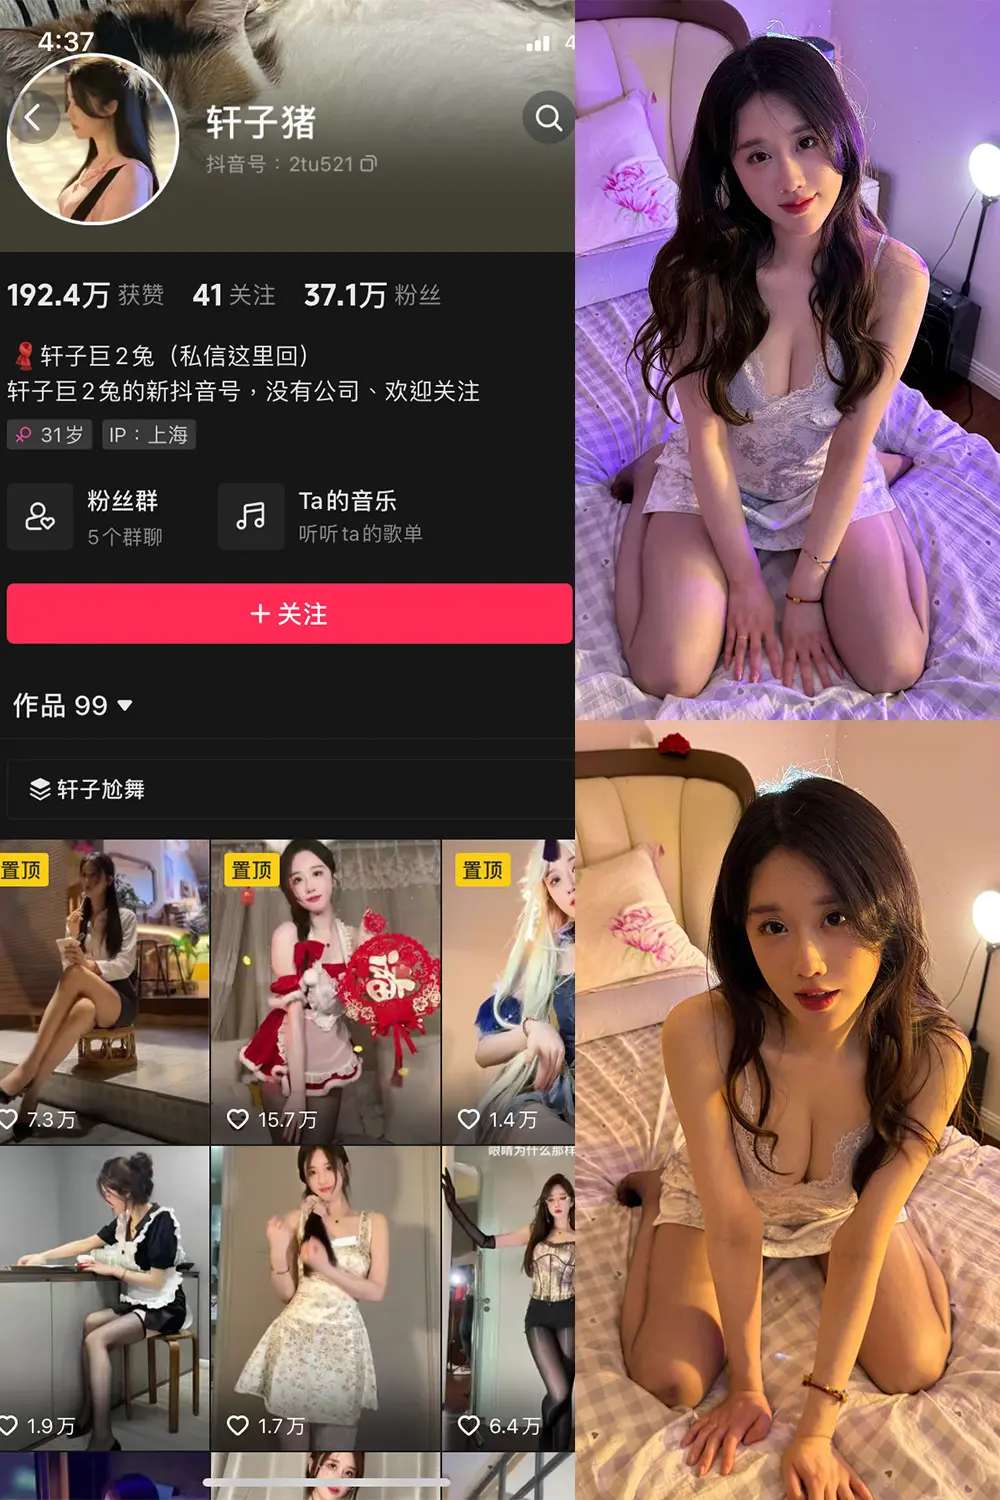 4:37
4
轩子猪
抖音号：2tu521
192.4万 获赞 41 关注 37.1万 粉丝
轩子巨2兔（私信这里回）
轩子巨2兔的新抖音号，没有公司、欢迎关注
31岁 IP：上海
粉丝群
5个群聊
Ta的音乐
听听ta的歌单
+ 关注
作品 99
轩子尬舞
置顶 置顶 置顶
7.3万 15.7万 1.4万
眼睛为什么那样
1.9万 1.7万 6.4万